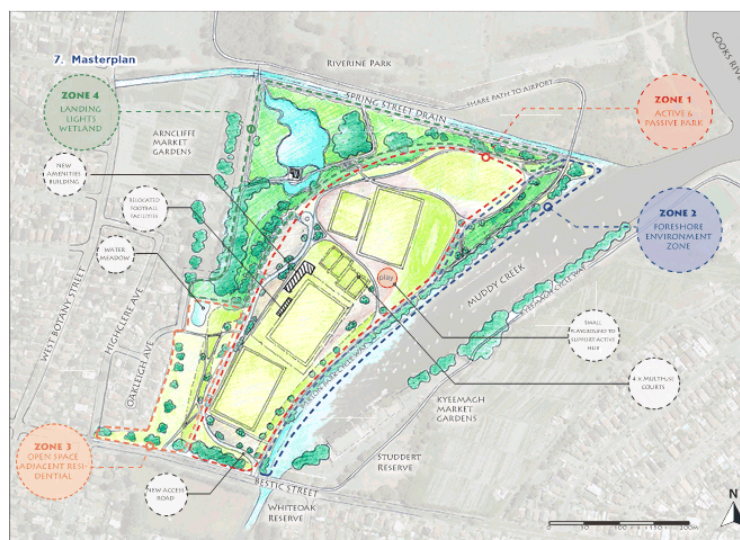 7. Masterplan
RIVERINE PARK
COOKS RIVER
ZONE 4
LANDING
LIGHTS
WETLAND
SPRING STREET DRAIN
SHARE PATH TO AIRPORT
ZONE 1
ACTIVE &
PASSIVE PARK
ARNCLIFFE
MARKET
GARDENS
NEW
AMENITIES
BUILDING
RELOCATED
FOOTBALL
FACILITIES
ZONE 2
FORESHORE
ENVIRONMENT
ZONE
WATER
MEADOW
WEST BOTANY STREET
HIGHCLERE AVE
OAKLEIGH AVE
play
MUDDY CREEK
KYEEMAGH CYCLEWAY
SMALL
PLAYGROUND TO
SUPPORT ACTIVE
HUB
4 X MULTI-USE
COURTS
KYEEMAGH
MARKET
GARDENS
ZONE 3
OPEN SPACE
ADJACENT RESI-
DENTIAL
STUDDERT
RESERVE
NEW ACCESS
ROAD
BESTIC STREET
WHITEOAK
RESERVE
N